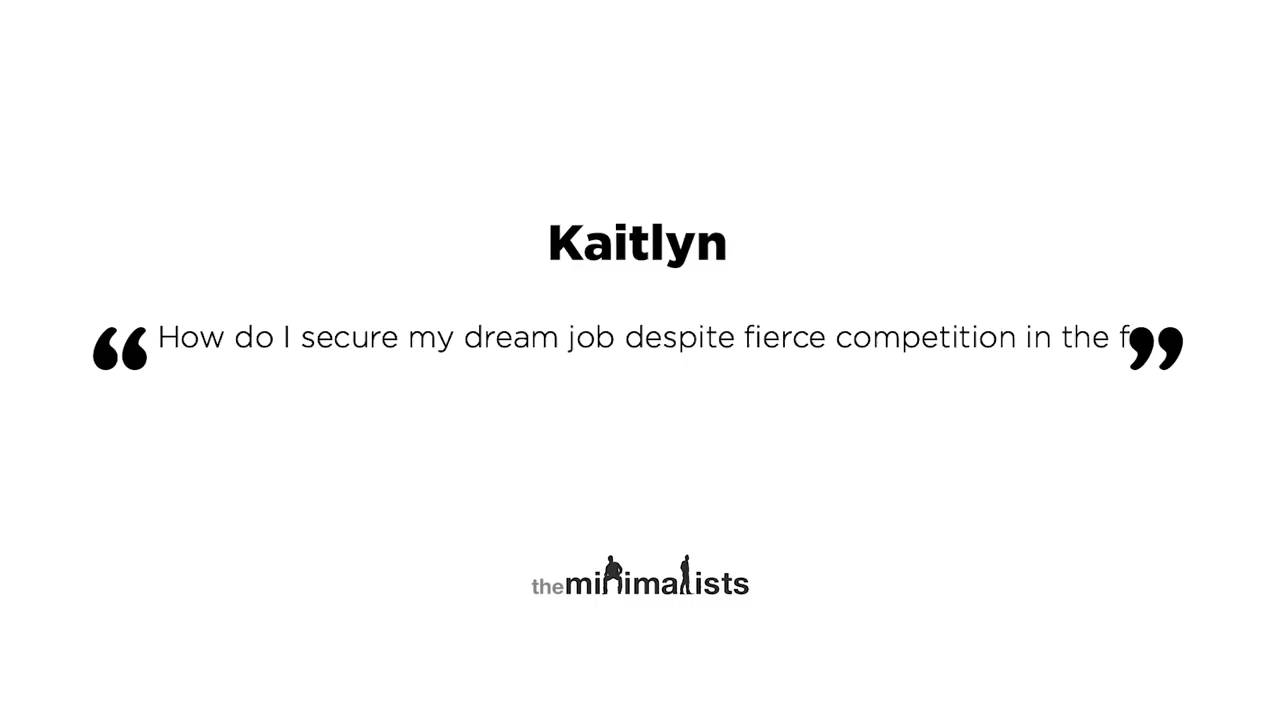 Kaitlyn
“ How do I secure my dream job despite fierce competition in the f ”
theminimalists